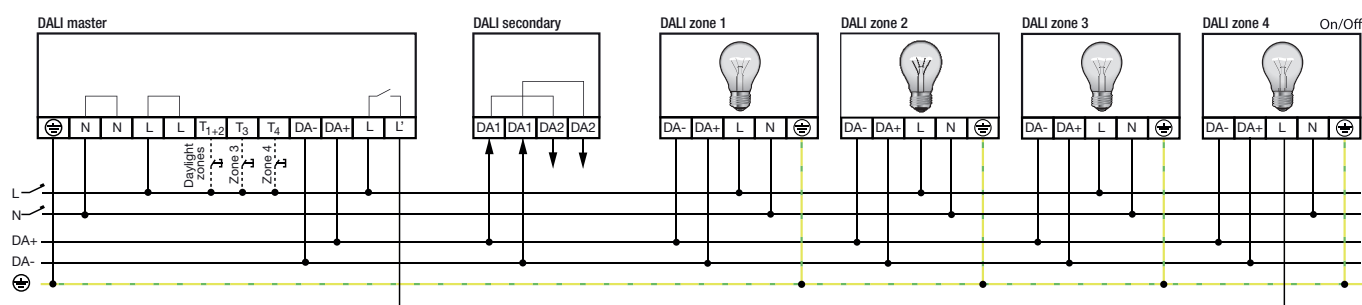 DALI master
DALI secondary
DALI zone 1
DALI zone 2
DALI zone 3
DALI zone 4 On/Off
N N L L T1+2 T3 T4 DA- DA+ L L'
DA1 DA1 DA2 DA2
DA- DA+ L N
DA- DA+ L N
DA- DA+ L N
DA- DA+ L N
Daylight
zones
Zone 3
Zone 4
L
N
DA+
DA-